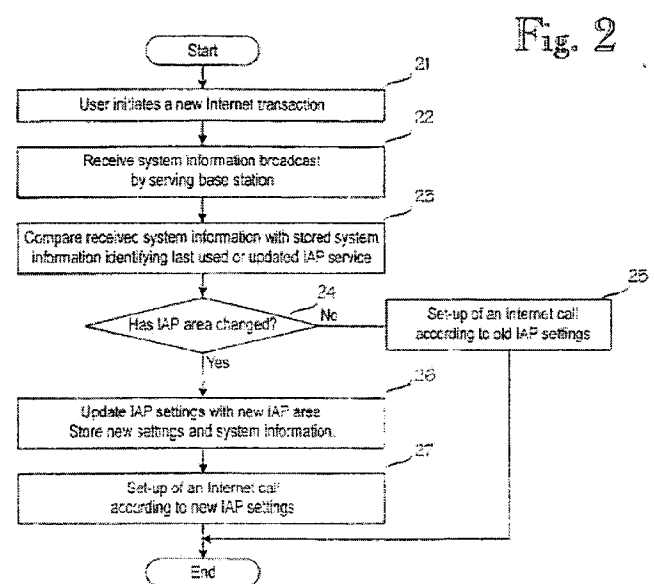 Fig. 2
Start
21
User initiates a new Internet transaction
22
Receive system information broadcast
by serving base station
23
Compare received system information with stored system
information identifying last used or updated IAP service
24
Has IAP area changed?
No
25
Set-up of an Internet call
according to old IAP settings
Yes
26
Update IAP settings with new IAP area
Store new settings and system information.
27
Set-up of an Internet call
according to new IAP settings
End